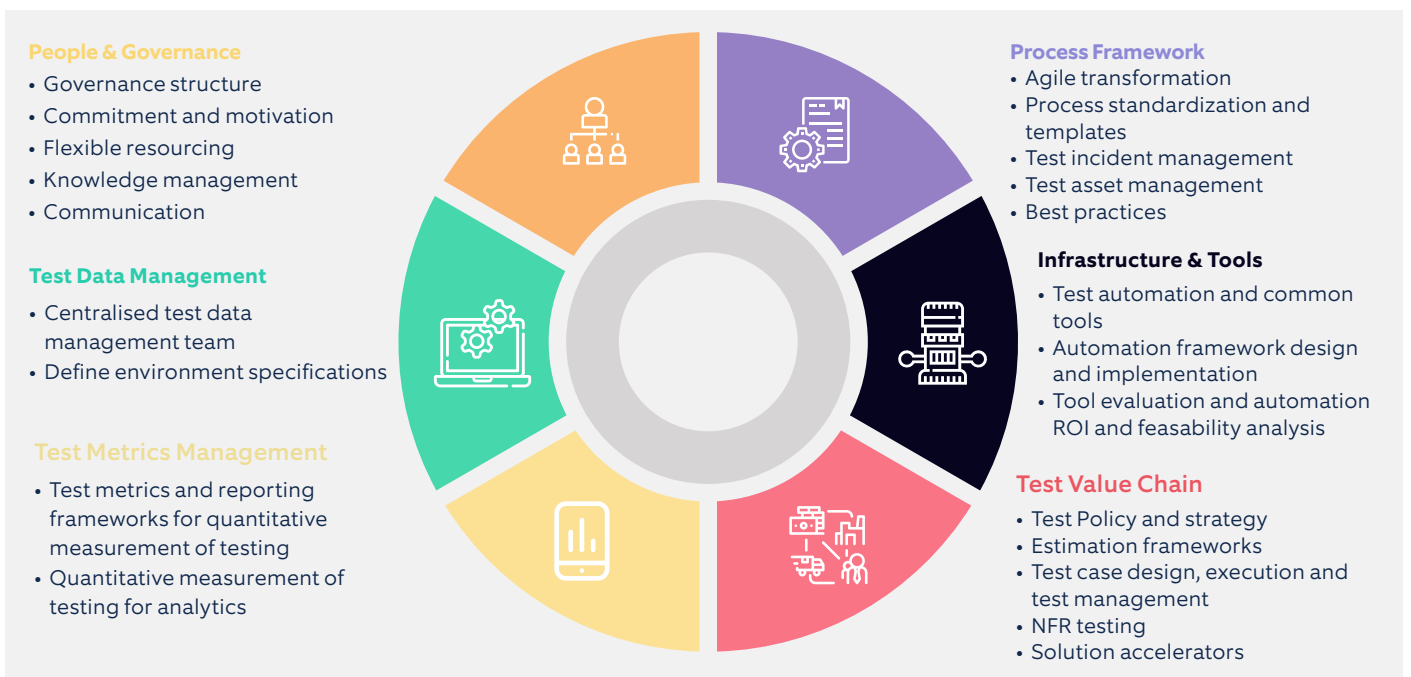 People & Governance
• Governance structure
• Commitment and motivation
• Flexible resourcing
• Knowledge management
• Communication
Test Data Management
• Centralised test data
management team
• Define environment specifications
Test Metrics Management
• Test metrics and reporting
frameworks for quantitative
measurement of testing
• Quantitative measurement of
testing for analytics
Process Framework
• Agile transformation
• Process standardization and
templates
• Test incident management
• Test asset management
• Best practices
Infrastructure & Tools
• Test automation and common
tools
• Automation framework design
and implementation
• Tool evaluation and automation
ROI and feasability analysis
Test Value Chain
• Test Policy and strategy
• Estimation frameworks
• Test case design, execution and
test management
• NFR testing
• Solution accelerators